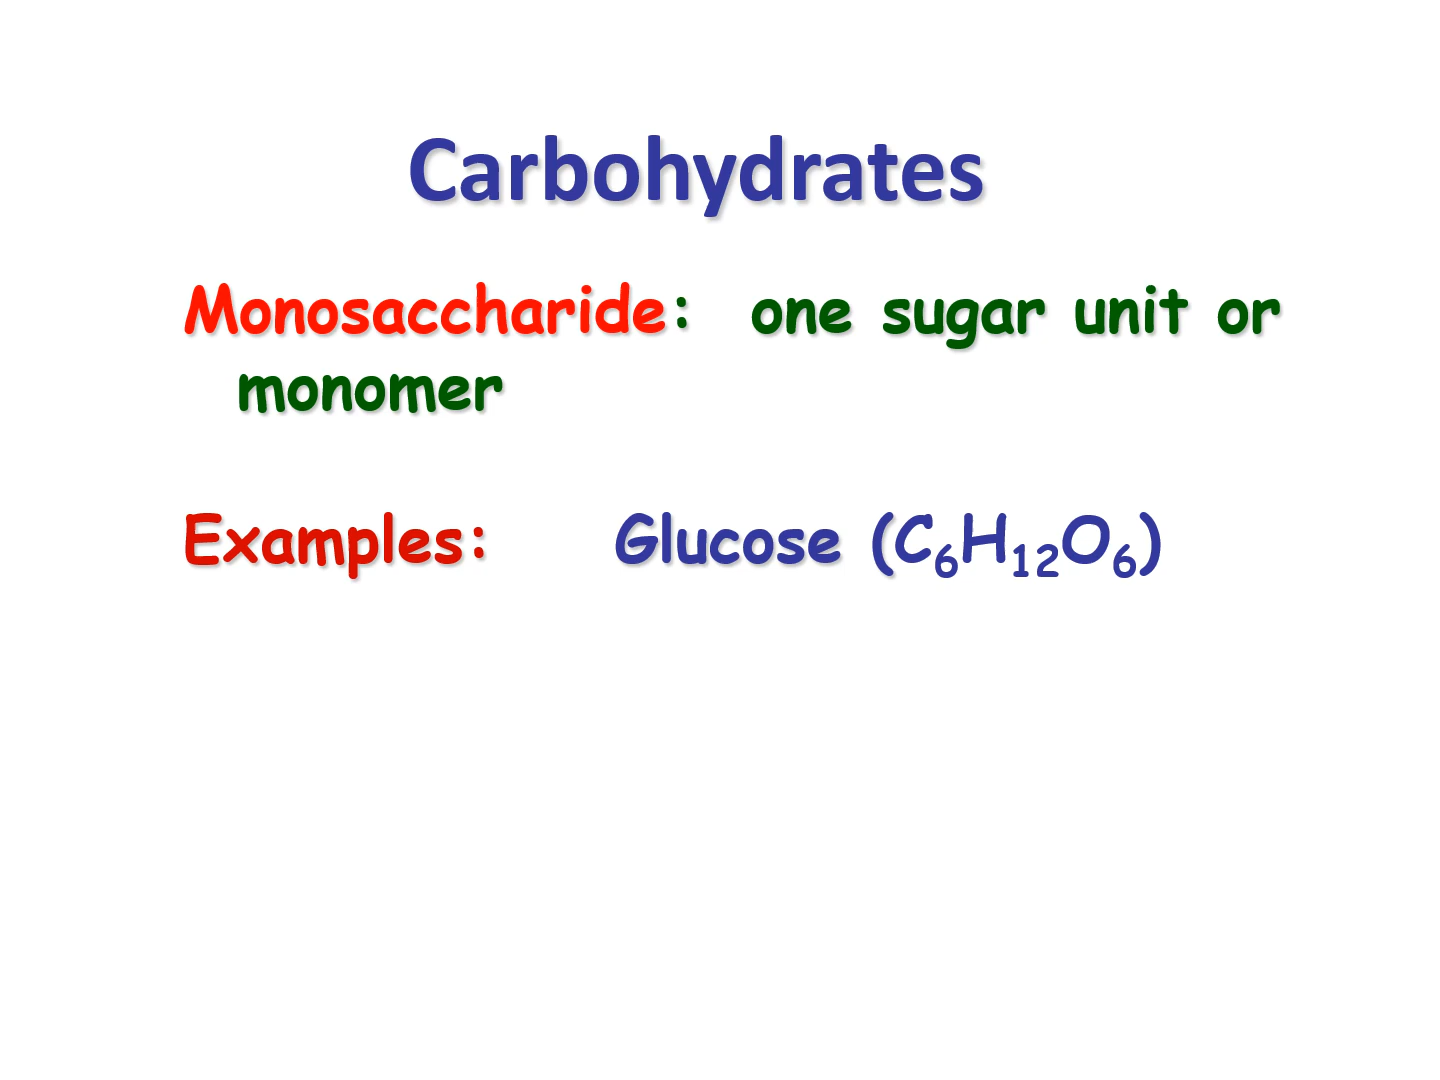 Carbohydrates
Monosaccharide: one sugar unit or
monomer
Examples: Glucose (C₆H₁₂O₆)